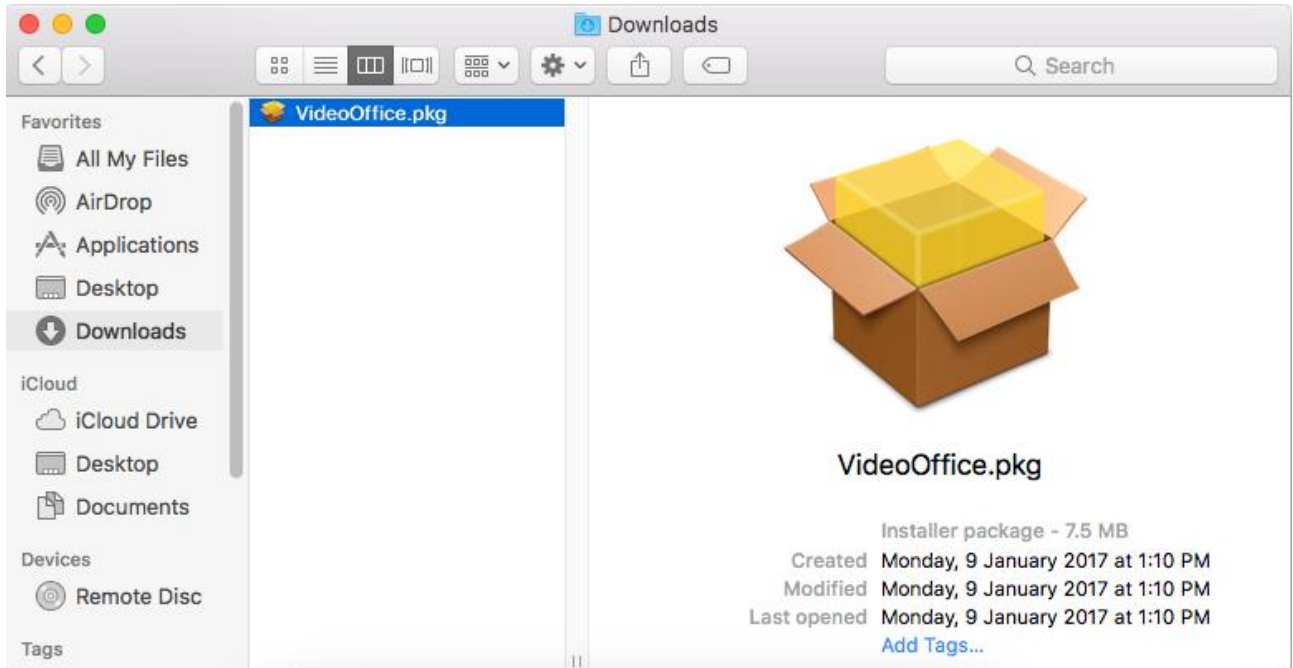 Downloads
Search
Favorites
All My Files
AirDrop
Applications
Desktop
Downloads
iCloud
iCloud Drive
Desktop
Documents
Devices
Remote Disc
Tags
VideoOffice.pkg
VideoOffice.pkg
Installer package - 7.5 MB
Created Monday, 9 January 2017 at 1:10 PM
Modified Monday, 9 January 2017 at 1:10 PM
Last opened Monday, 9 January 2017 at 1:10 PM
Add Tags...